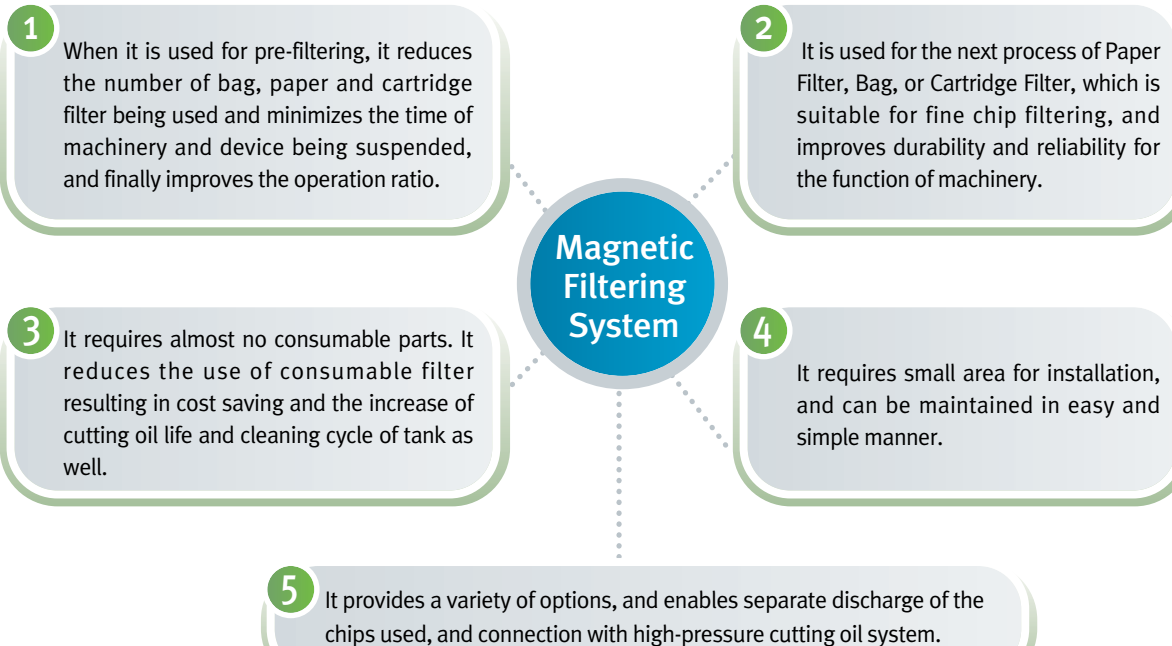 1
When it is used for pre-filtering, it reduces
the number of bag, paper and cartridge
filter being used and minimizes the time of
machinery and device being suspended,
and finally improves the operation ratio.
2
It is used for the next process of Paper
Filter, Bag, or Cartridge Filter, which is
suitable for fine chip filtering, and
improves durability and reliability for
the function of machinery.
Magnetic
Filtering
System
3
It requires almost no consumable parts. It
reduces the use of consumable filter
resulting in cost saving and the increase of
cutting oil life and cleaning cycle of tank as
well.
4
It requires small area for installation,
and can be maintained in easy and
simple manner.
5
It provides a variety of options, and enables separate discharge of the
chips used, and connection with high-pressure cutting oil system.